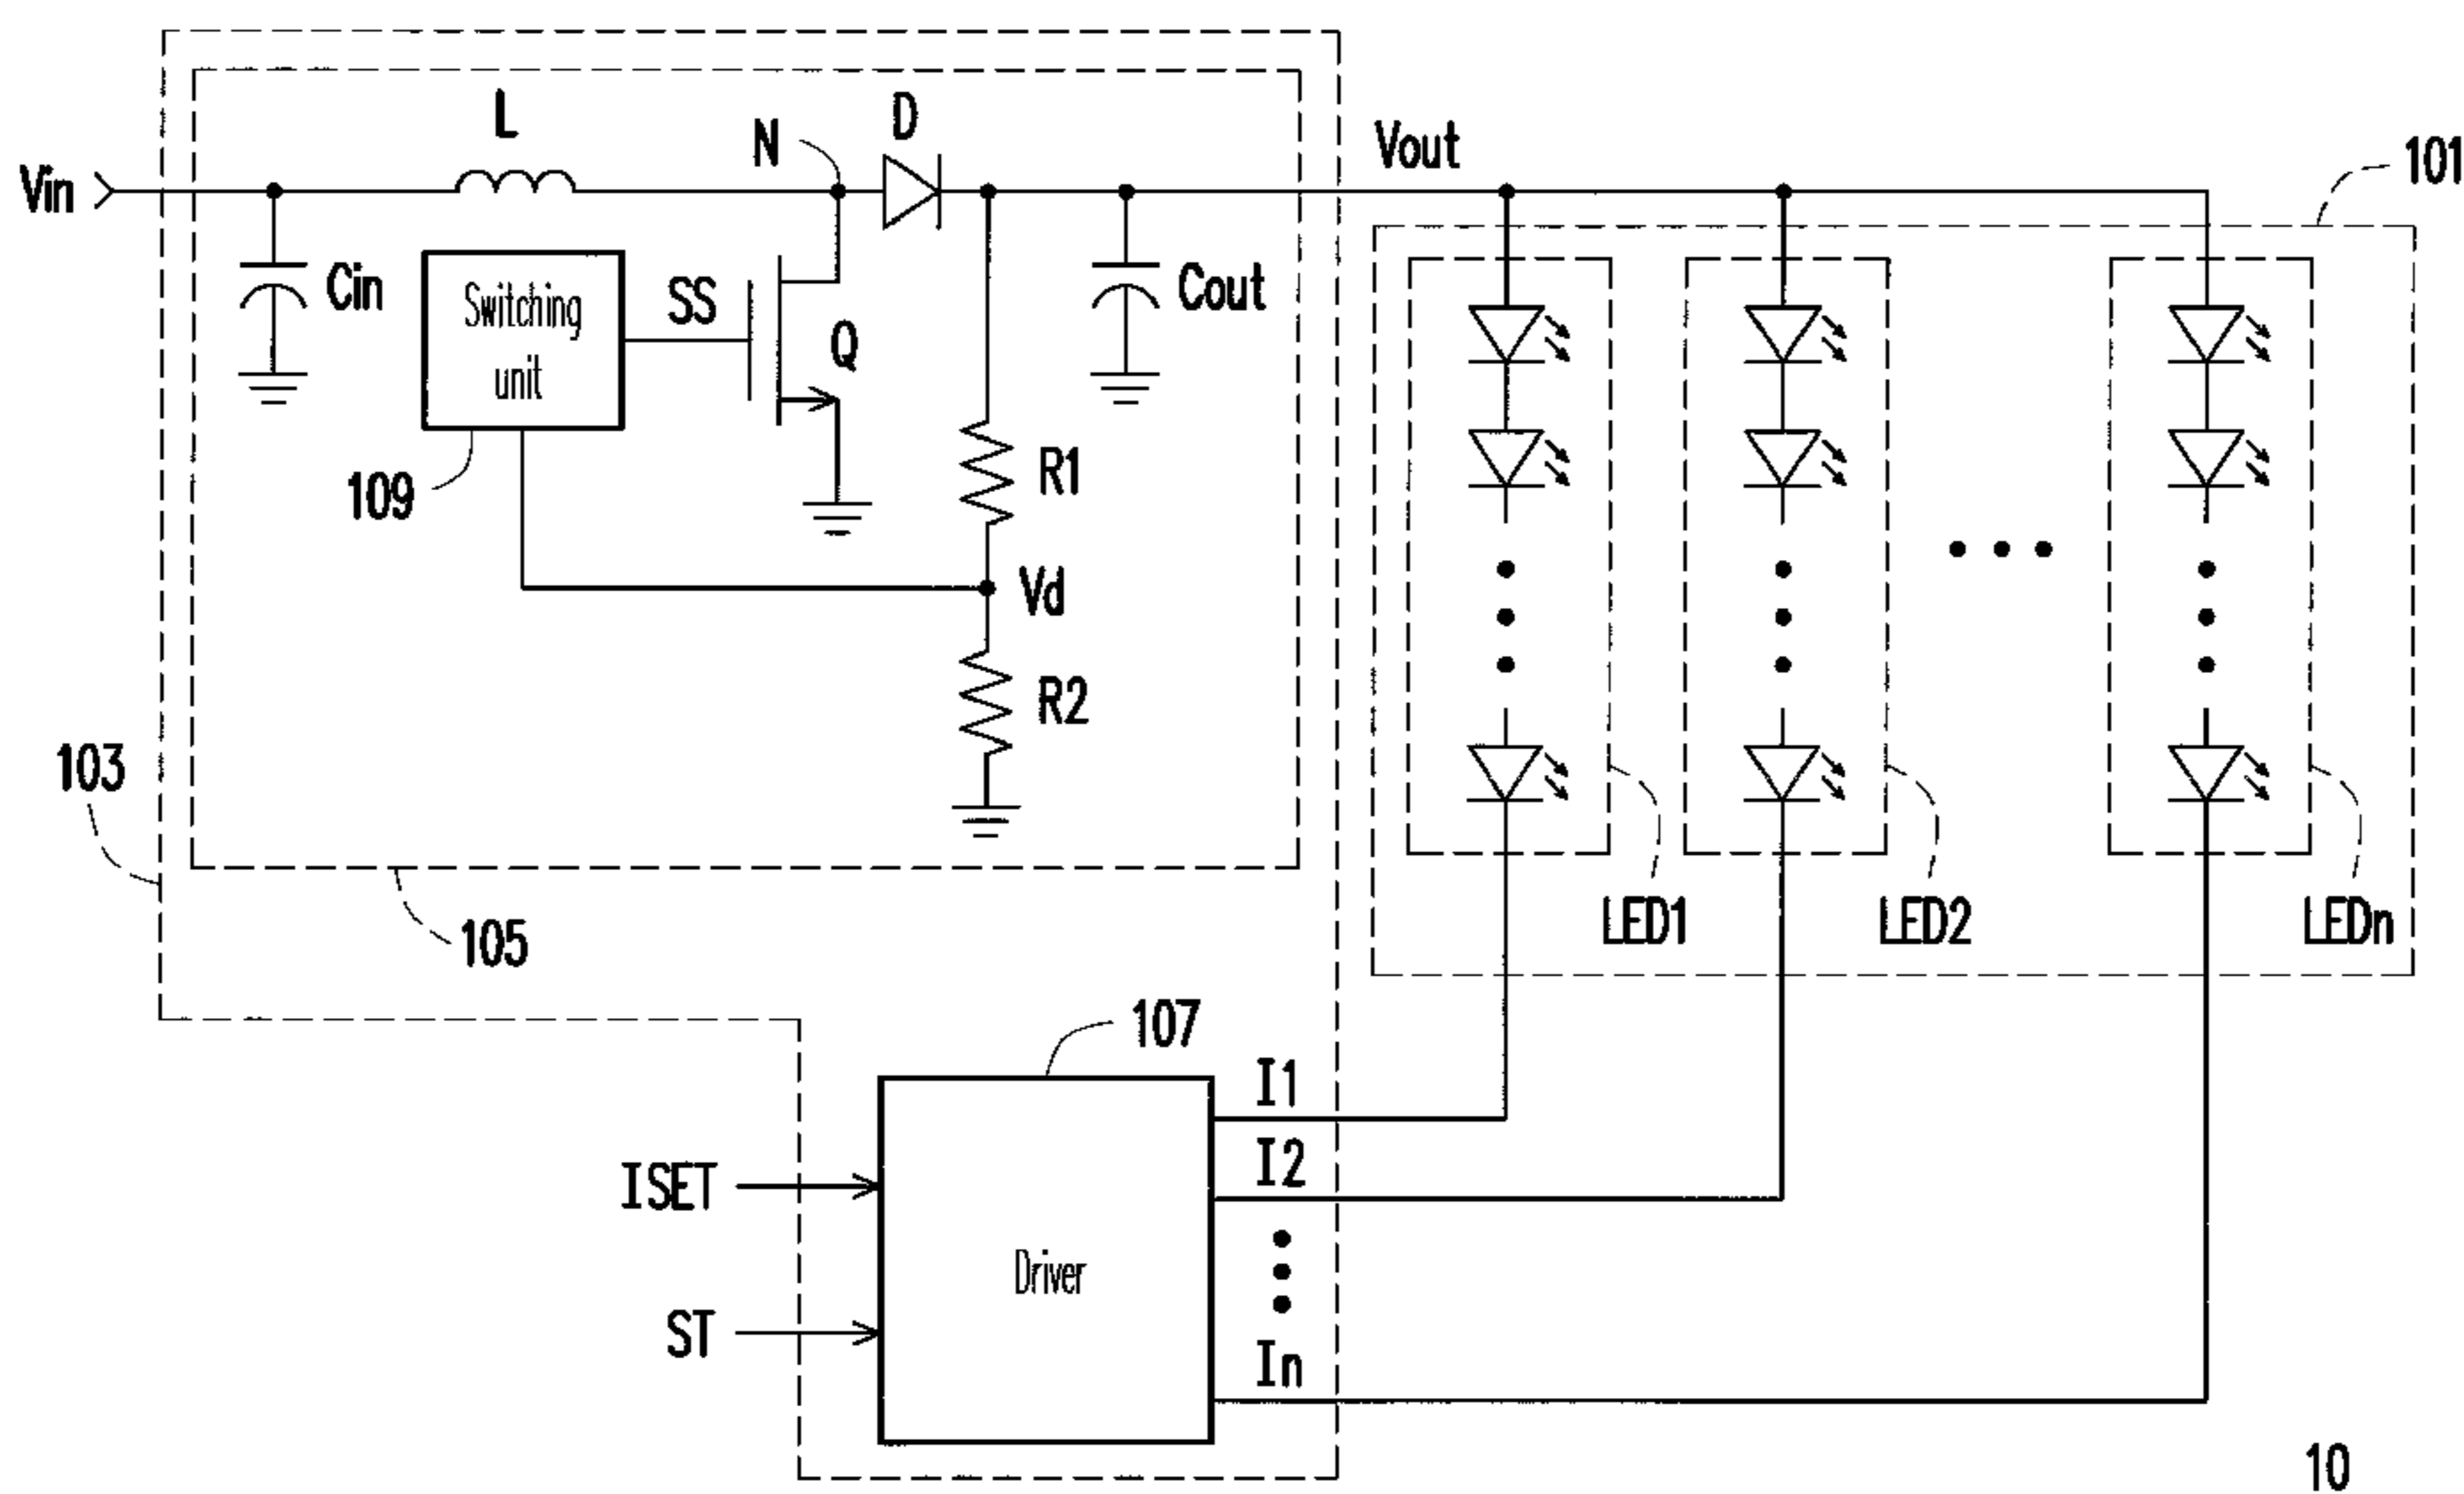 L
N
D
Vout
101
Vin
Cin
Switching
unit
SS
Q
Cout
109
R1
Vd
R2
103
105
LED1
LED2
LEDn
107
I1
I2
ISET
Driver
ST
In
10